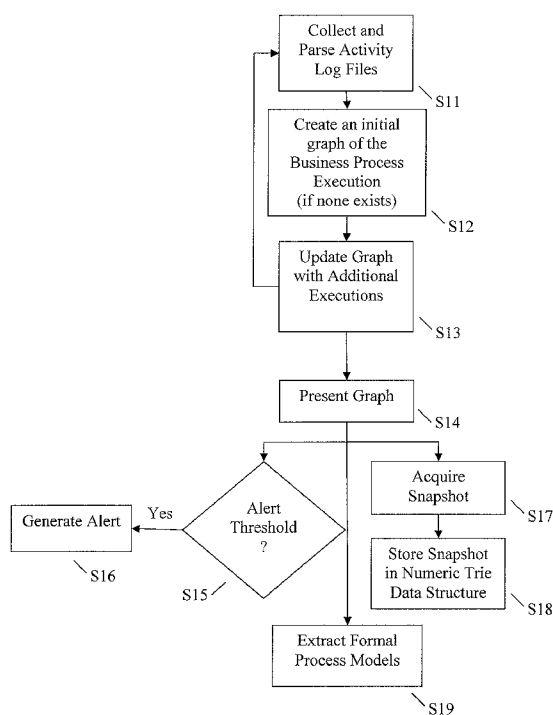 Collect and
Parse Activity
Log Files
S11
Create an initial
graph of the
Business Process
Execution
(if none exists)
S12
Update Graph
with Additional
Executions
S13
Present Graph
S14
Alert
Threshold
?
S15
Yes
Generate Alert
S16
Acquire
Snapshot
S17
Store Snapshot
in Numeric Trie
Data Structure
S18
Extract Formal
Process Models
S19